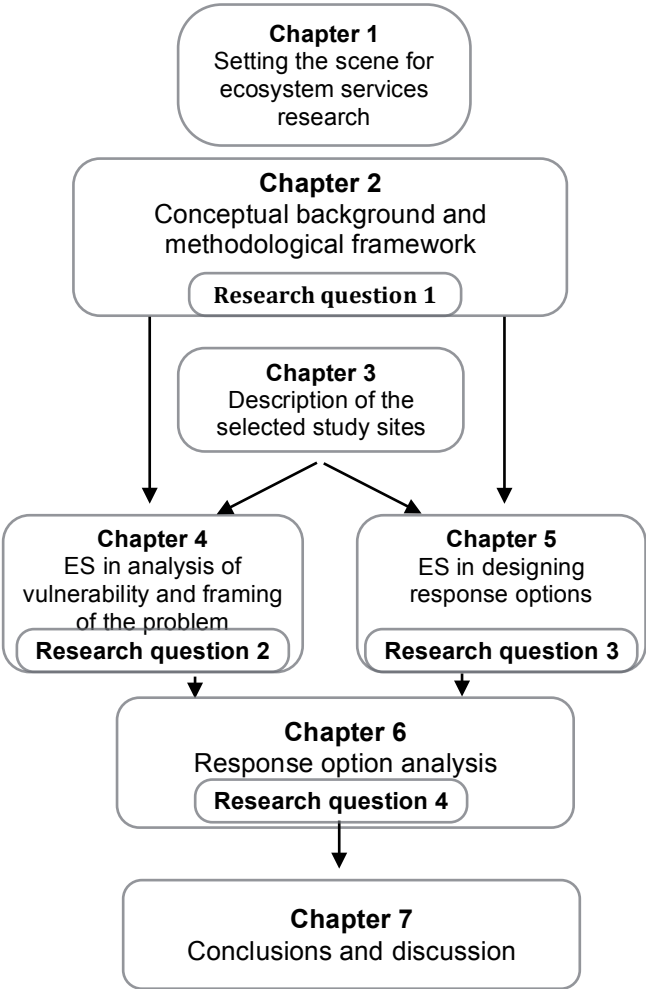 Chapter 1
Setting the scene for
ecosystem services
research
Chapter 2
Conceptual background and
methodological framework
Research question 1
Chapter 3
Description of the
selected study sites
Chapter 4
ES in analysis of
vulnerability and framing
of the problem
Research question 2
Chapter 5
ES in designing
response options
Research question 3
Chapter 6
Response option analysis
Research question 4
Chapter 7
Conclusions and discussion